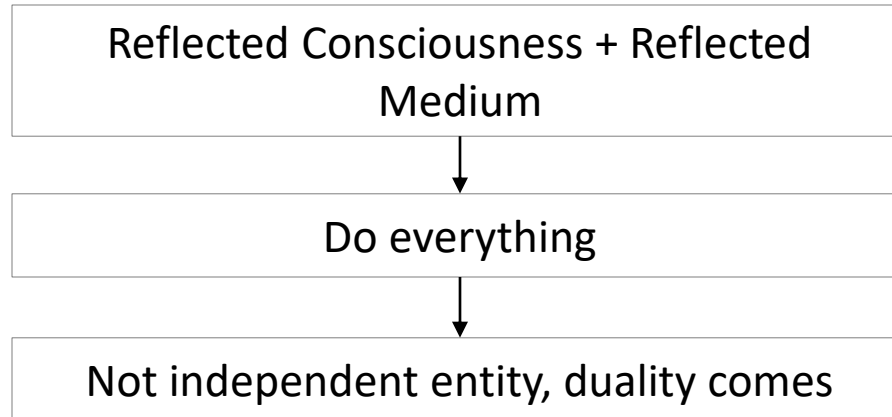 Reflected Consciousness + Reflected
Medium
Do everything
Not independent entity, duality comes